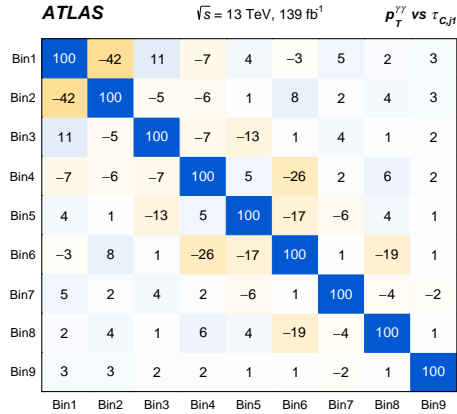 ATLAS √s = 13 TeV, 139 fb⁻¹ p_T^γγ vs τ_C,j1
Bin1 100 −42 11 −7 4 −3 5 2 3
Bin2 −42 100 −5 −6 1 8 2 4 3
Bin3 11 −5 100 −7 −13 1 4 1 2
Bin4 −7 −6 −7 100 5 −26 2 6 2
Bin5 4 1 −13 5 100 −17 −6 4 1
Bin6 −3 8 1 −26 −17 100 1 −19 1
Bin7 5 2 4 2 −6 1 100 −4 −2
Bin8 2 4 1 6 4 −19 −4 100 1
Bin9 3 3 2 2 1 1 −2 1 100
Bin1 Bin2 Bin3 Bin4 Bin5 Bin6 Bin7 Bin8 Bin9